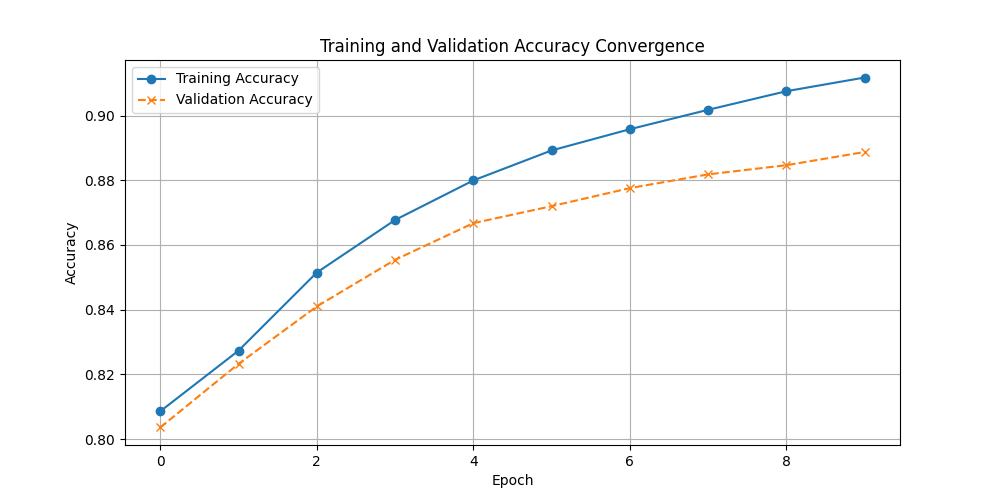 Training and Validation Accuracy Convergence
Training Accuracy
Validation Accuracy
0.90
0.88
0.86
0.84
0.82
0.80
Accuracy
0 2 4 6 8
Epoch